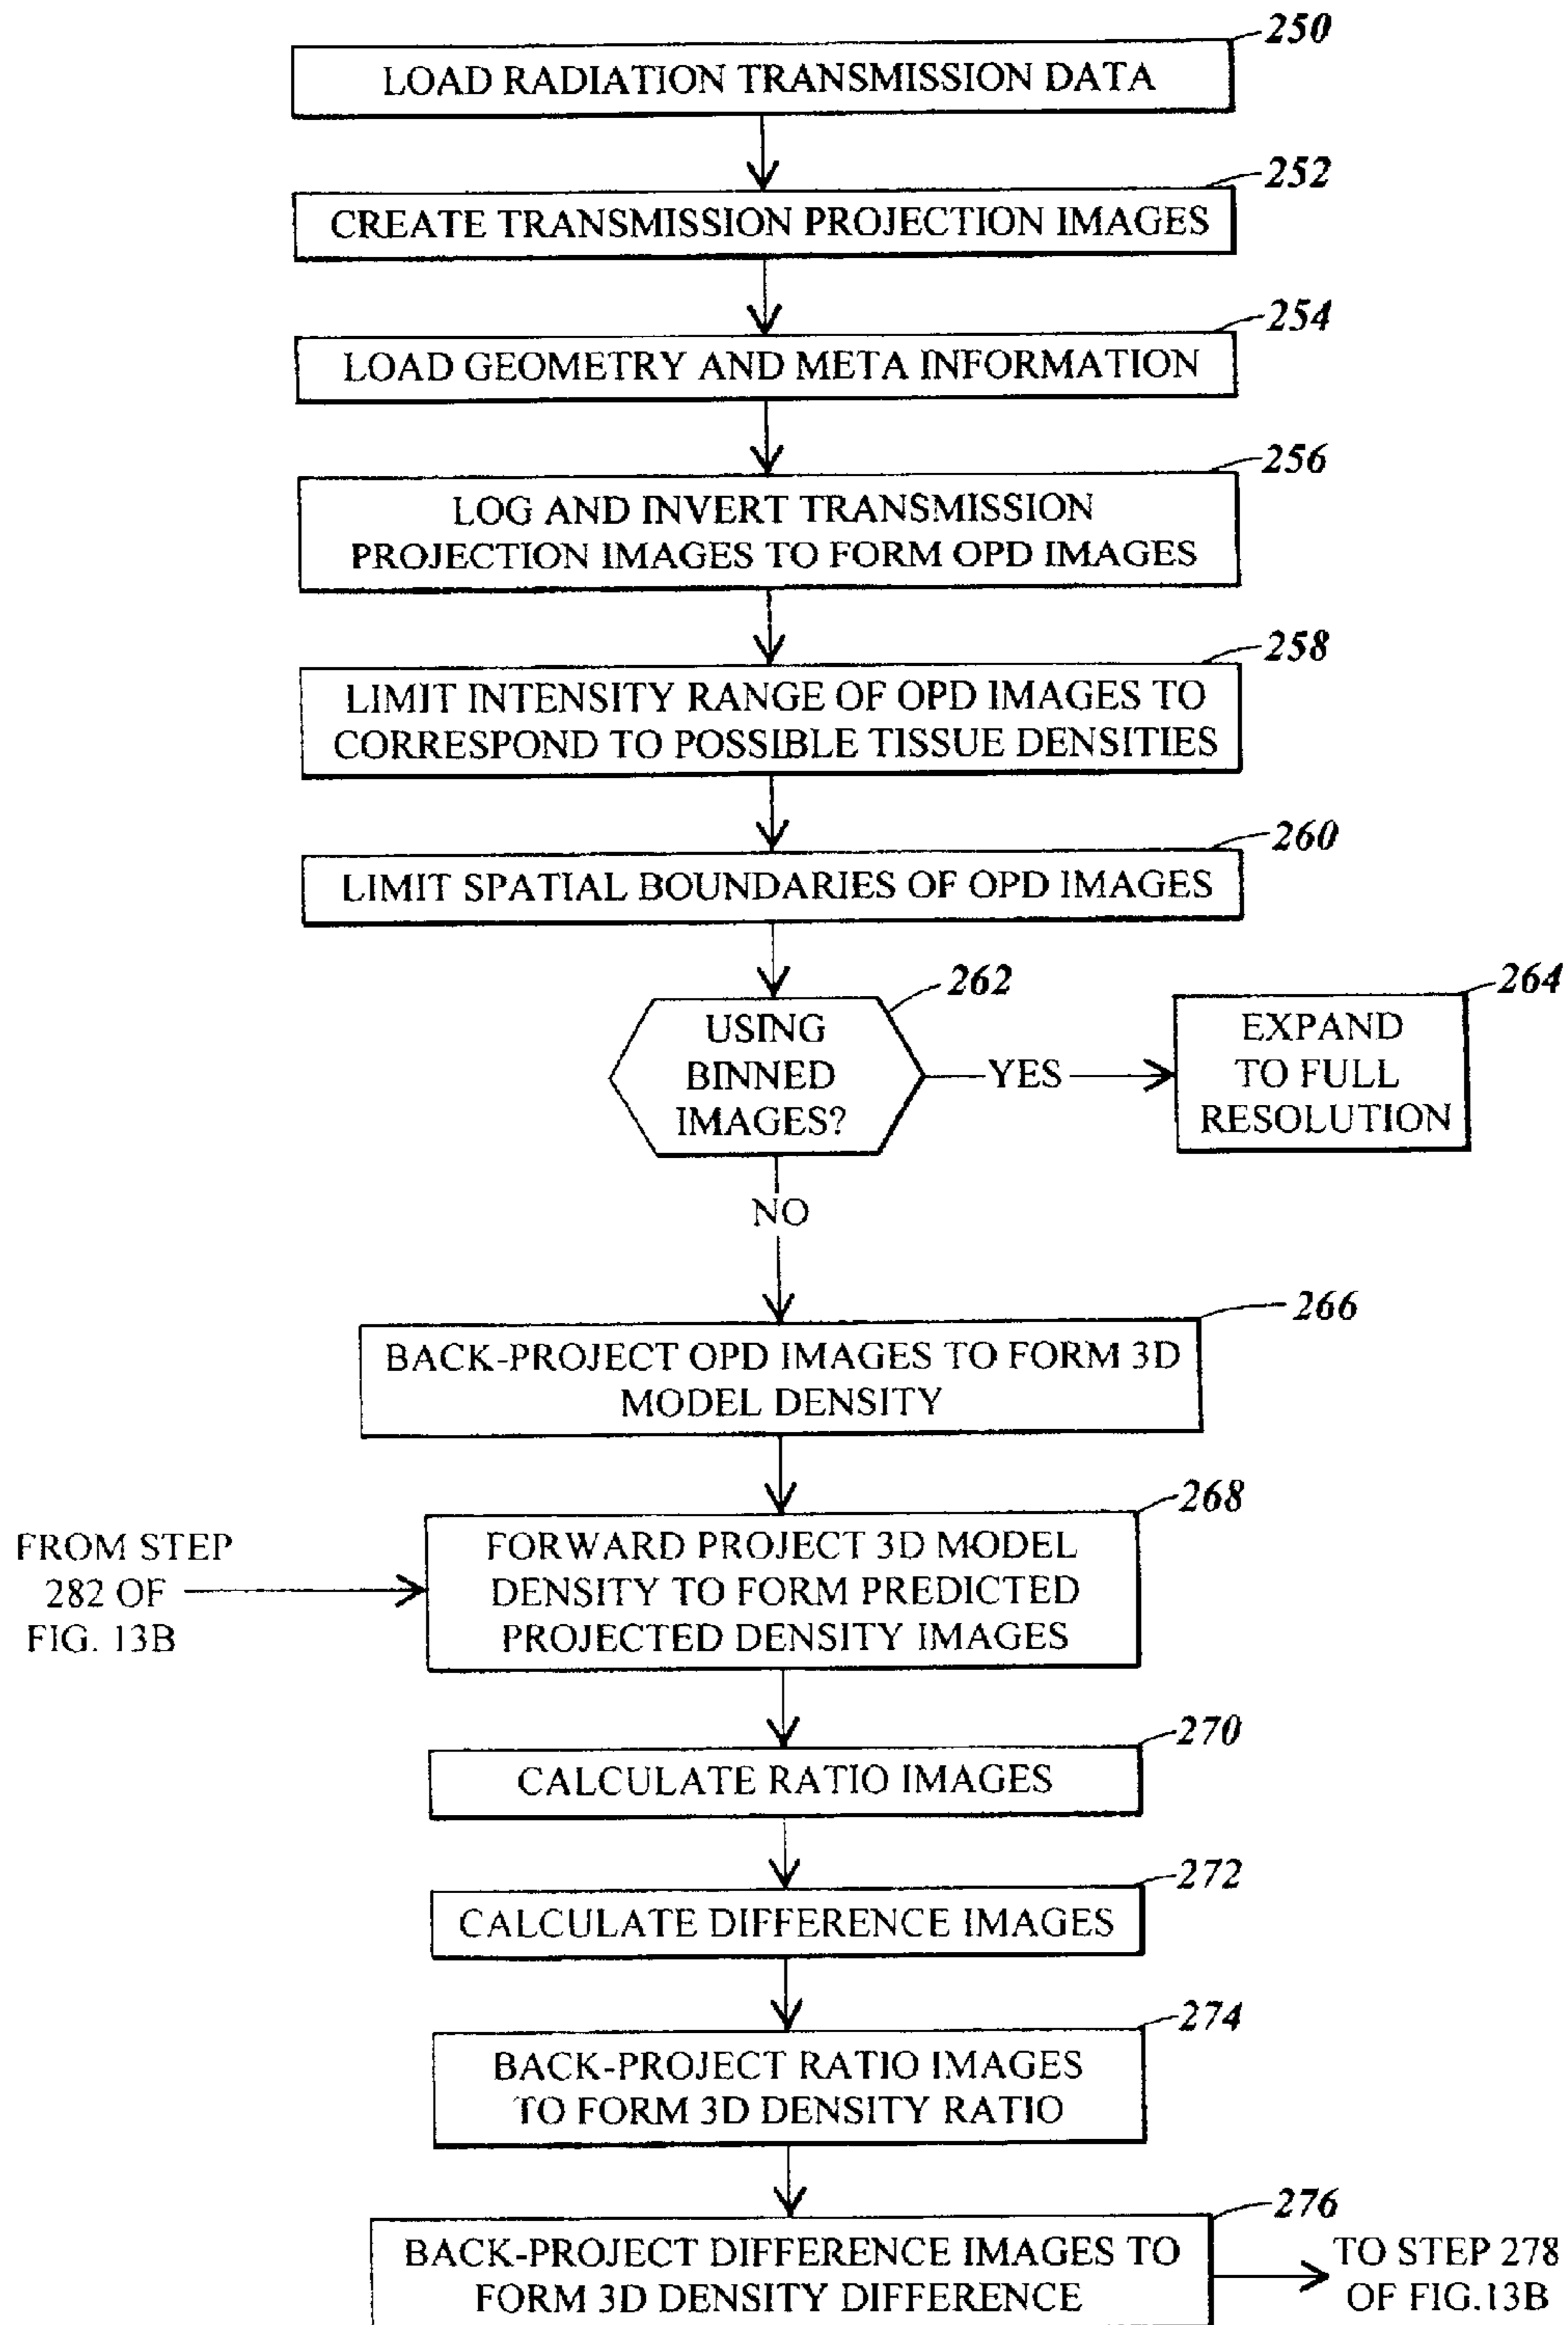 250
LOAD RADIATION TRANSMISSION DATA
252
CREATE TRANSMISSION PROJECTION IMAGES
254
LOAD GEOMETRY AND META INFORMATION
256
LOG AND INVERT TRANSMISSION
PROJECTION IMAGES TO FORM OPD IMAGES
258
LIMIT INTENSITY RANGE OF OPD IMAGES TO
CORRESPOND TO POSSIBLE TISSUE DENSITIES
260
LIMIT SPATIAL BOUNDARIES OF OPD IMAGES
262
USING
BINNED
IMAGES?
YES
264
EXPAND
TO FULL
RESOLUTION
NO
266
BACK-PROJECT OPD IMAGES TO FORM 3D
MODEL DENSITY
FROM STEP
282 OF
FIG. 13B
268
FORWARD PROJECT 3D MODEL
DENSITY TO FORM PREDICTED
PROJECTED DENSITY IMAGES
270
CALCULATE RATIO IMAGES
272
CALCULATE DIFFERENCE IMAGES
274
BACK-PROJECT RATIO IMAGES
TO FORM 3D DENSITY RATIO
276
BACK-PROJECT DIFFERENCE IMAGES TO
FORM 3D DENSITY DIFFERENCE
TO STEP 278
OF FIG.13B